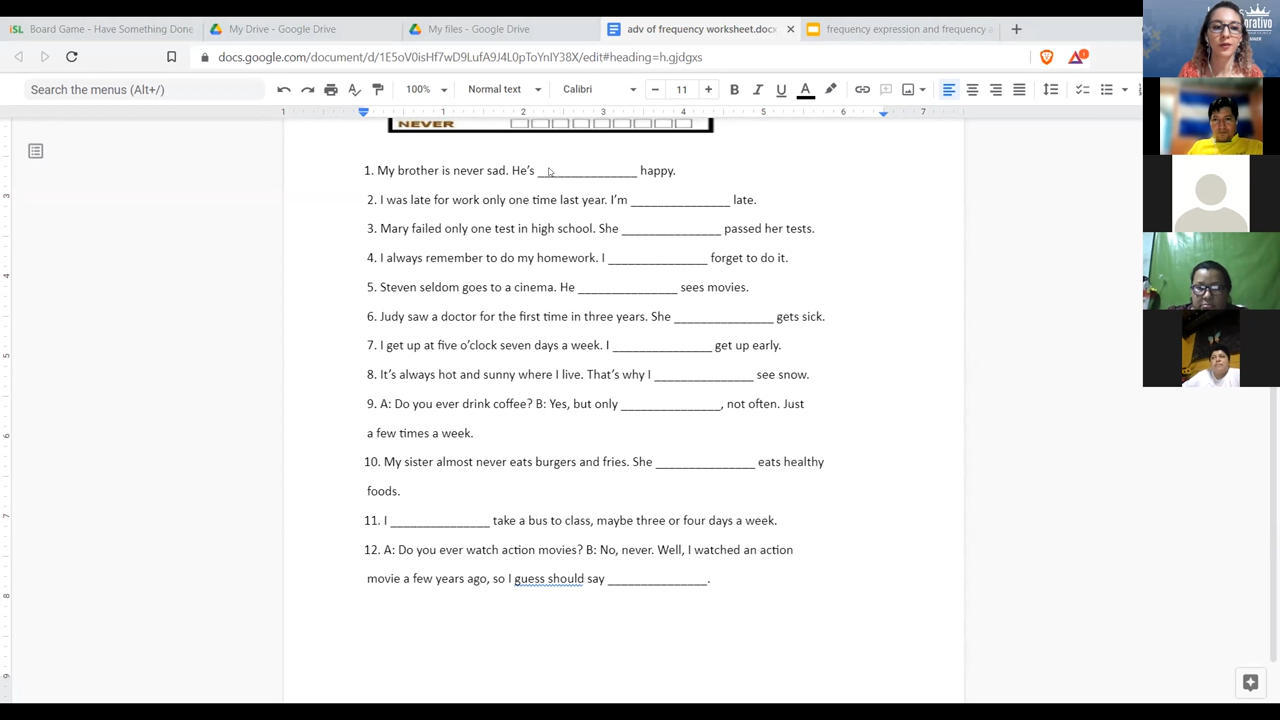 Board Game - Have Something Done
My Drive - Google Drive
My files - Google Drive
adv of frequency worksheet.docx
frequency expression and frequency a
docs.google.com/document/d/1E5oV0isHf7wD9LufA9J4L0pToYnIY38X/edit#heading=h.gjdgxs
Search the menus (Alt+/)
100%
Normal text
Calibri
11
NEVER
1. My brother is never sad. He's _______________ happy.
2. I was late for work only one time last year. I'm _______________ late.
3. Mary failed only one test in high school. She _______________ passed her tests.
4. I always remember to do my homework. I _______________ forget to do it.
5. Steven seldom goes to a cinema. He _______________ sees movies.
6. Judy saw a doctor for the first time in three years. She _______________ gets sick.
7. I get up at five o'clock seven days a week. I _______________ get up early.
8. It's always hot and sunny where I live. That's why I _______________ see snow.
9. A: Do you ever drink coffee? B: Yes, but only _______________, not often. Just
a few times a week.
10. My sister almost never eats burgers and fries. She _______________ eats healthy
foods.
11. I _______________ take a bus to class, maybe three or four days a week.
12. A: Do you ever watch action movies? B: No, never. Well, I watched an action
movie a few years ago, so I guess should say _______________.